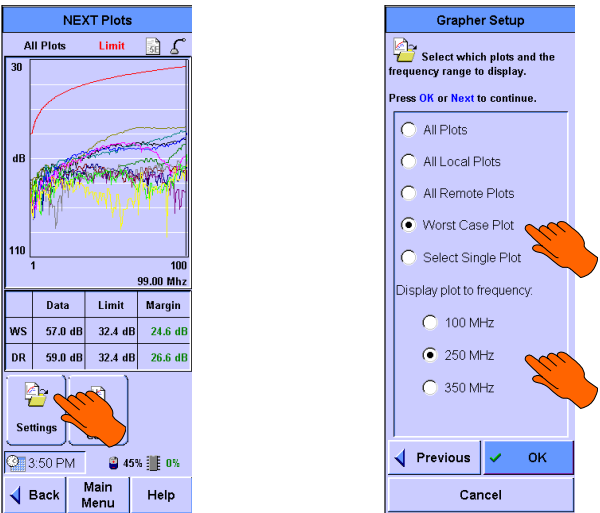 NEXT Plots
All Plots Limit SE
30
dB
110
1 100
99.00 Mhz
Data Limit Margin
WS 57.0 dB 32.4 dB 24.6 dB
DR 59.0 dB 32.4 dB 26.6 dB
Settings
3:50 PM 45% 0%
Back Main Menu Help
Grapher Setup
Select which plots and the
frequency range to display.
Press OK or Next to continue.
All Plots
All Local Plots
All Remote Plots
Worst Case Plot
Select Single Plot
Display plot to frequency:
100 MHz
250 MHz
350 MHz
Previous OK
Cancel